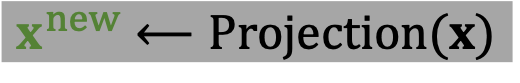 x^new ⟵ Projection(x)